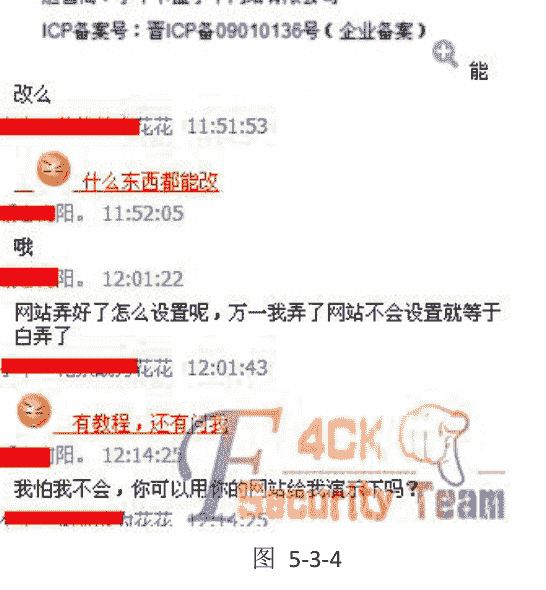 ICP备案号：晋ICP备09010136号（企业备案）
能
改么
花花 11:51:53
什么东西都能改
阳。 11:52:05
哦
阳。 12:01:22
网站弄好了怎么设置呢，万一我弄了网站不会设置就等于
白弄了
花花 12:01:43
有教程，还有问我
阳。 12:14:25
我怕我不会，你可以用你的网站给我演示下吗？
花花 12:14:25
F4CK
Security Team
图 5-3-4